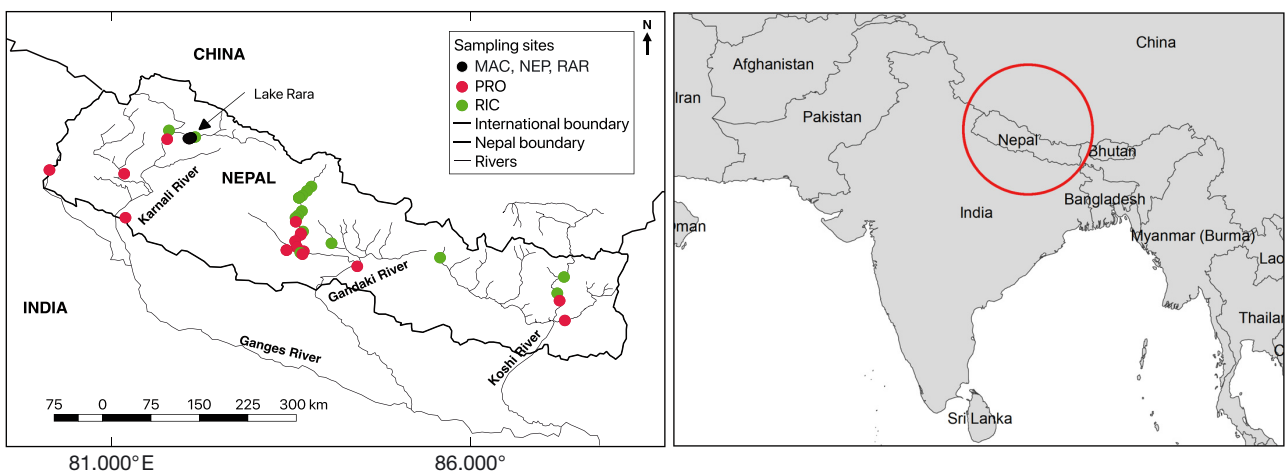 CHINA
N
Sampling sites
MAC, NEP, RAR
PRO
RIC
International boundary
Nepal boundary
Rivers
Lake Rara
NEPAL
Karnali River
Gandaki River
INDIA
Ganges River
Koshi River
75 0 75 150 225 300 km
81.000°E 86.000°
China
Afghanistan
Iran
Pakistan
Nepal
Bhutan
Bangladesh
India
Myanmar (Burma)
man
Lao
Thailar
Sri Lanka